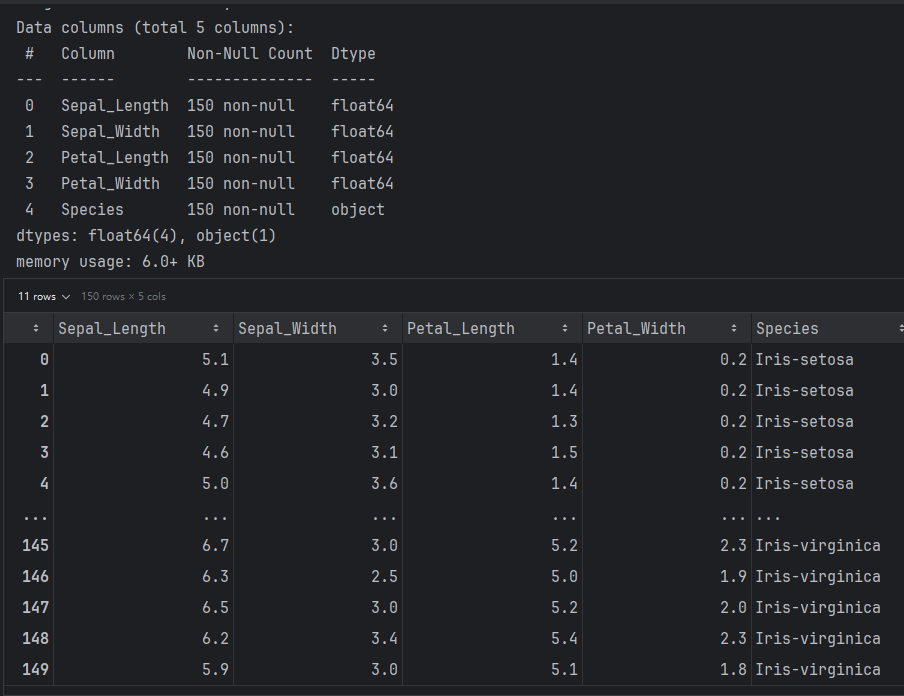 Data columns (total 5 columns):
 #   Column        Non-Null Count  Dtype
---  ------        --------------  -----
 0   Sepal_Length  150 non-null    float64
 1   Sepal_Width   150 non-null    float64
 2   Petal_Length  150 non-null    float64
 3   Petal_Width   150 non-null    float64
 4   Species       150 non-null    object
dtypes: float64(4), object(1)
memory usage: 6.0+ KB
11 rows 150 rows × 5 cols
Sepal_Length Sepal_Width Petal_Length Petal_Width Species
0 5.1 3.5 1.4 0.2 Iris-setosa
1 4.9 3.0 1.4 0.2 Iris-setosa
2 4.7 3.2 1.3 0.2 Iris-setosa
3 4.6 3.1 1.5 0.2 Iris-setosa
4 5.0 3.6 1.4 0.2 Iris-setosa
... ... ... ... ... ...
145 6.7 3.0 5.2 2.3 Iris-virginica
146 6.3 2.5 5.0 1.9 Iris-virginica
147 6.5 3.0 5.2 2.0 Iris-virginica
148 6.2 3.4 5.4 2.3 Iris-virginica
149 5.9 3.0 5.1 1.8 Iris-virginica